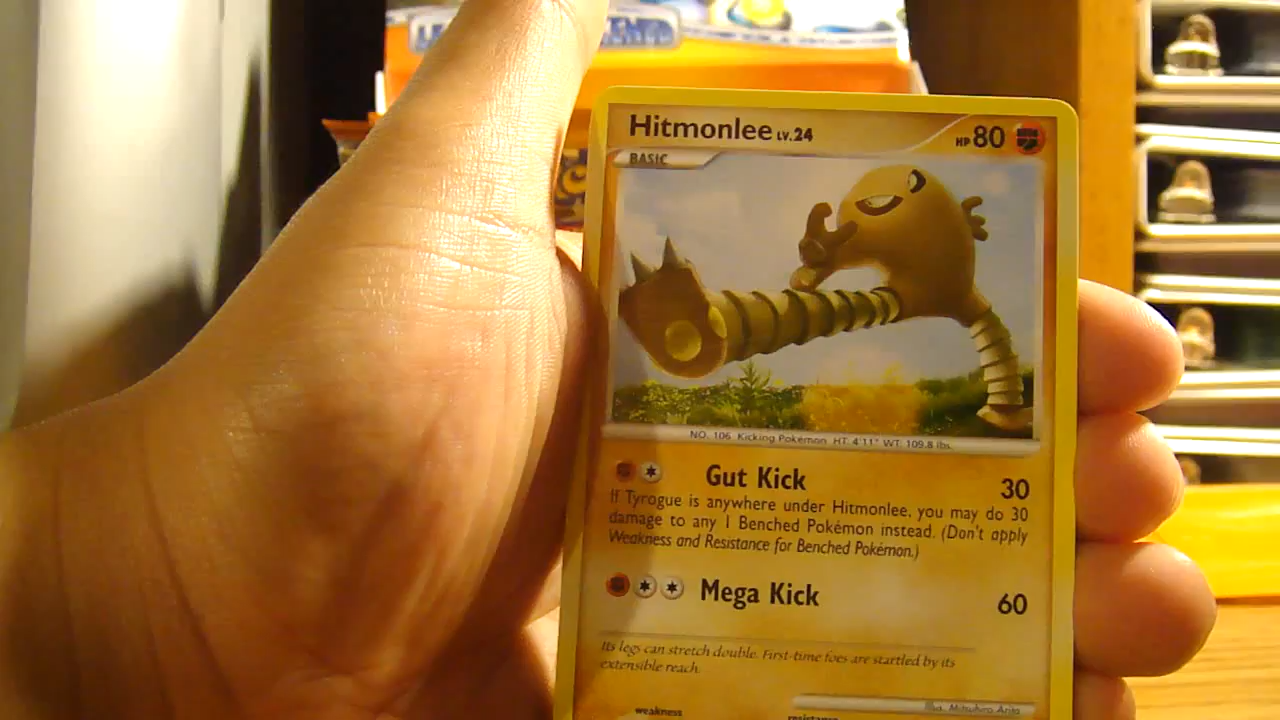 Hitmonlee LV.24 HP 80
BASIC
NO. 106 Kicking Pokémon HT: 4'11" WT: 109.8 lbs.
Gut Kick 30
If Tyrogue is anywhere under Hitmonlee, you may do 30
damage to any 1 Benched Pokémon instead. (Don't apply
Weakness and Resistance for Benched Pokémon.)
Mega Kick 60
Its legs can stretch double. First-time foes are startled by its
extensible reach.
Illus. Mitsuhiro Arita
weakness resistance